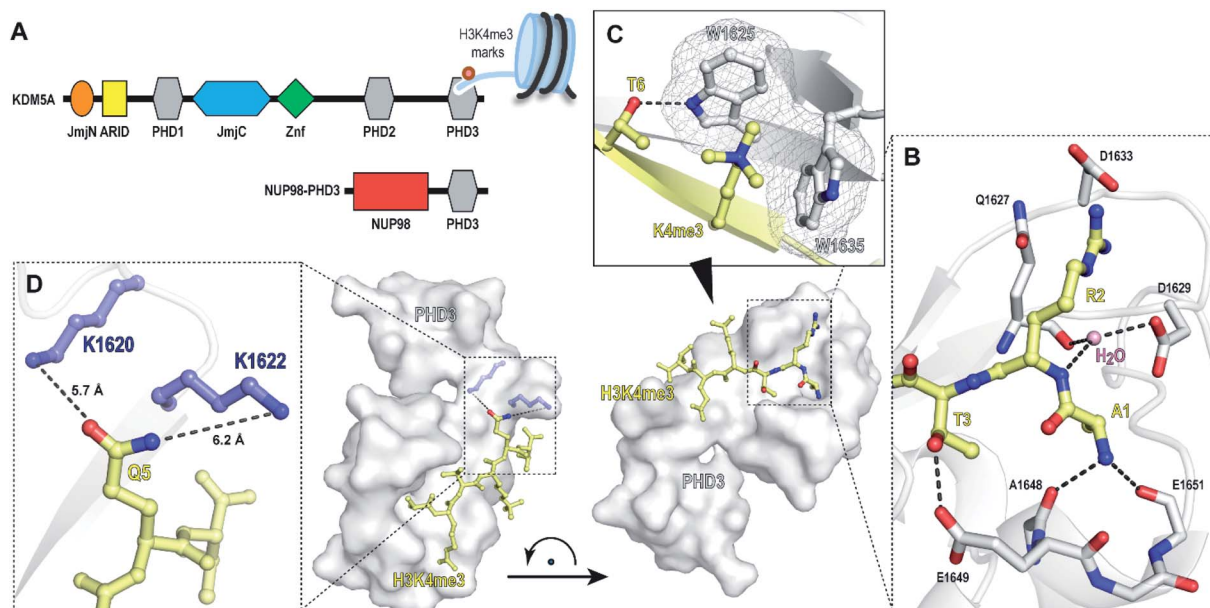 A
H3K4me3
marks
KDM5A
JmjN ARID PHD1 JmjC Znf PHD2 PHD3
NUP98-PHD3
NUP98 PHD3
C
W1625
T6
K4me3
W1635
B
D1633
Q1627
R2
D1629
H2O
A1
T3
A1648
E1651
E1649
D
K1620
K1622
5.7 Å
6.2 Å
Q5
PHD3
H3K4me3
H3K4me3
PHD3